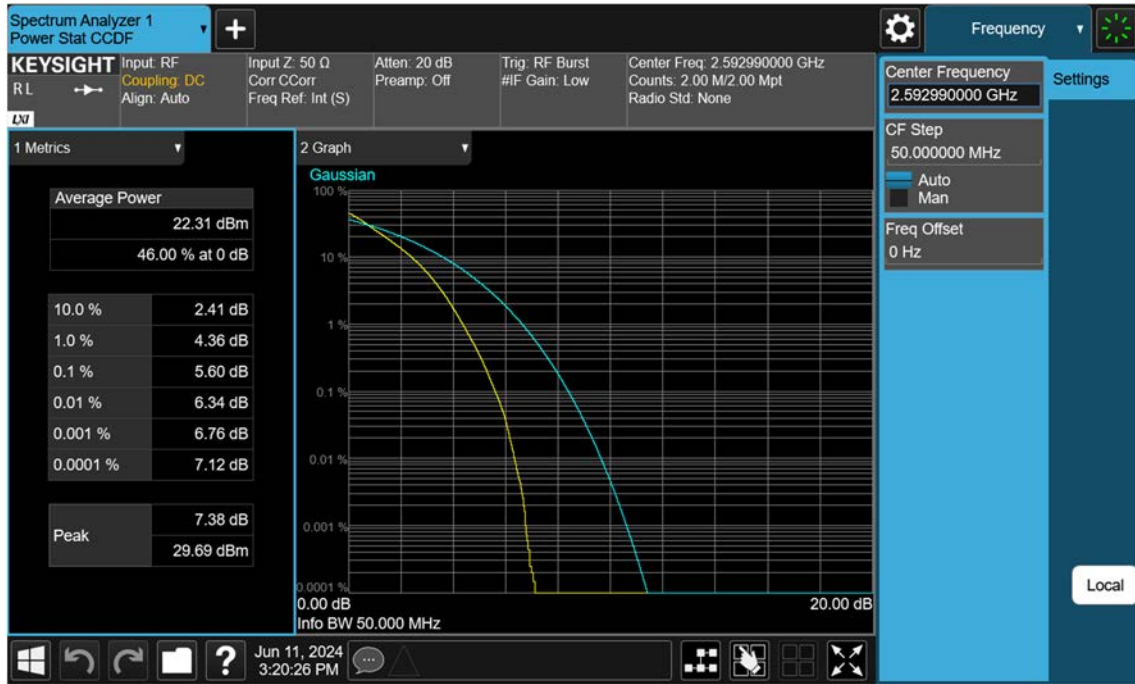 Spectrum Analyzer 1
Power Stat CCDF
Frequency
KEYSIGHT
RL
LXI
Input: RF
Coupling: DC
Align: Auto
Input Z: 50 Ω
Corr CCorr
Freq Ref: Int (S)
Atten: 20 dB
Preamp: Off
Trig: RF Burst
#IF Gain: Low
Center Freq: 2.592990000 GHz
Counts: 2.00 M/2.00 Mpt
Radio Std: None
Center Frequency
2.592990000 GHz
Settings
CF Step
50.000000 MHz
Auto
Man
Freq Offset
0 Hz
1 Metrics
Average Power
22.31 dBm
46.00 % at 0 dB
10.0 % 2.41 dB
1.0 % 4.36 dB
0.1 % 5.60 dB
0.01 % 6.34 dB
0.001 % 6.76 dB
0.0001 % 7.12 dB
Peak
7.38 dB
29.69 dBm
2 Graph
Gaussian
100 %
10 %
1 %
0.1 %
0.01 %
0.001 %
0.0001 %
0.00 dB 20.00 dB
Info BW 50.000 MHz
Local
?
Jun 11, 2024
3:20:26 PM